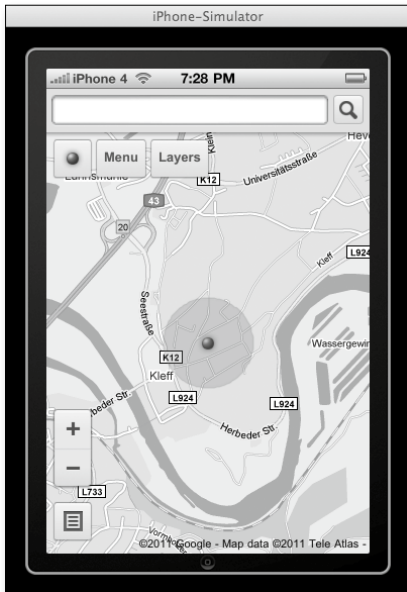 iPhone-Simulator
iPhone 4 7:28 PM
Menu Layers
K12
Universitätsstraße
43
20
Kleff
L924
Seestraße
Wassergewin
K12
Kleff
L924
L924
Herbeder Str.
Herbeder Str.
+
−
L733
©2011 Google - Map data ©2011 Tele Atlas -